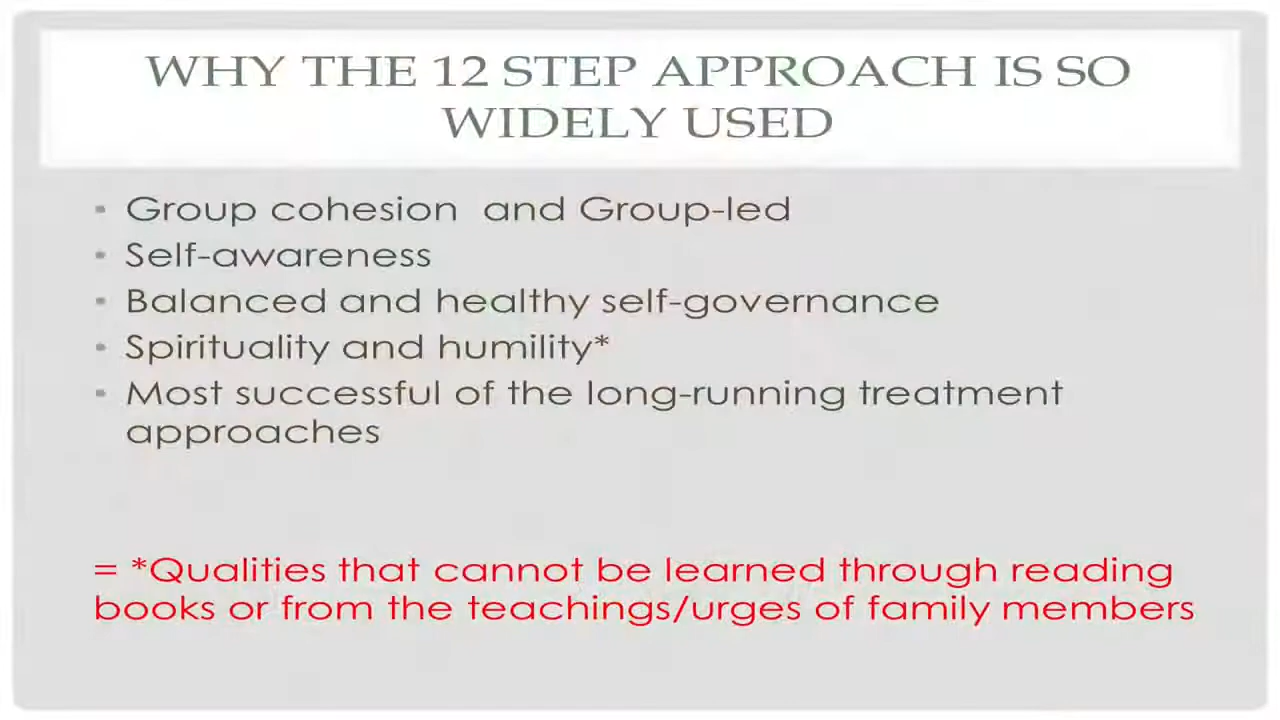 WHY THE 12 STEP APPROACH IS SO
WIDELY USED
• Group cohesion  and Group-led
• Self-awareness
• Balanced and healthy self-governance
• Spirituality and humility*
• Most successful of the long-running treatment
approaches
= *Qualities that cannot be learned through reading
books or from the teachings/urges of family members